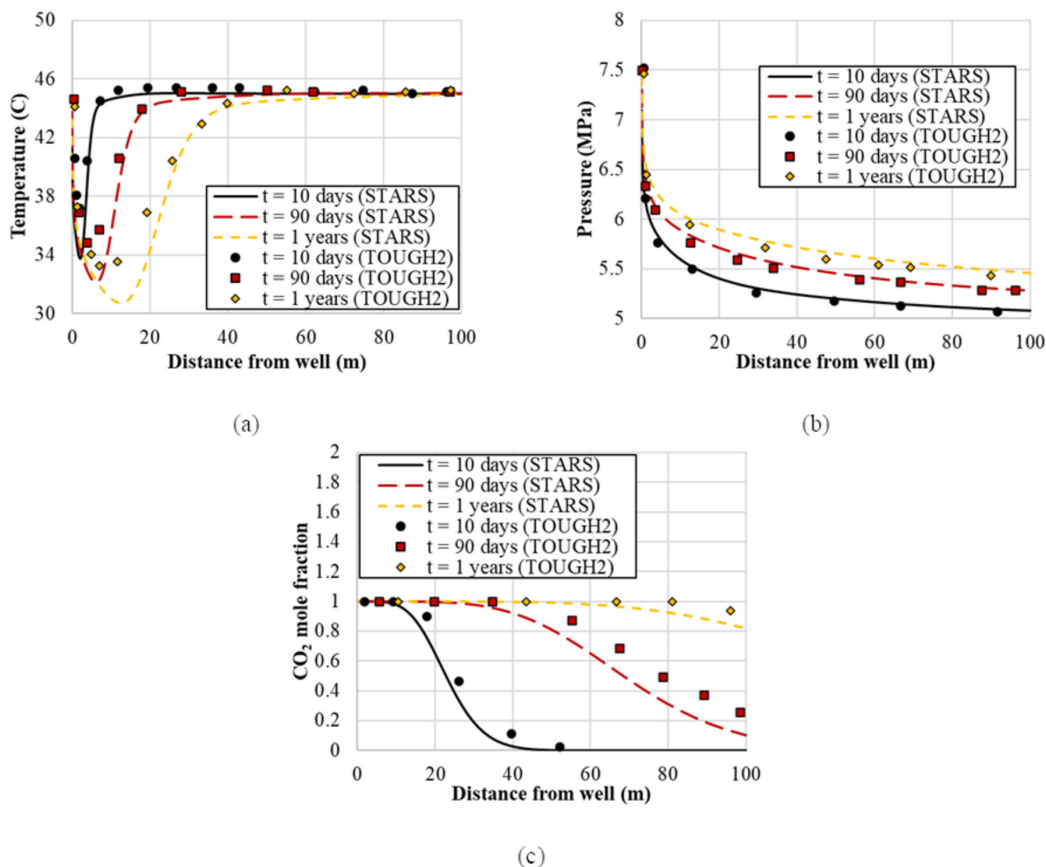 50
46
42
38
34
30
Temperature (C)
t = 10 days (STARS)
t = 90 days (STARS)
t = 1 years (STARS)
t = 10 days (TOUGH2)
t = 90 days (TOUGH2)
t = 1 years (TOUGH2)
0 20 40 60 80 100
Distance from well (m)
(a)
8
7.5
7
6.5
6
5.5
5
Pressure (MPa)
t = 10 days (STARS)
t = 90 days (STARS)
t = 1 years (STARS)
t = 10 days (TOUGH2)
t = 90 days (TOUGH2)
t = 1 years (TOUGH2)
0 20 40 60 80 100
Distance from well (m)
(b)
2
1.8
1.6
1.4
1.2
1
0.8
0.6
0.4
0.2
0
CO2 mole fraction
t = 10 days (STARS)
t = 90 days (STARS)
t = 1 years (STARS)
t = 10 days (TOUGH2)
t = 90 days (TOUGH2)
t = 1 years (TOUGH2)
0 20 40 60 80 100
Distance from well (m)
(c)